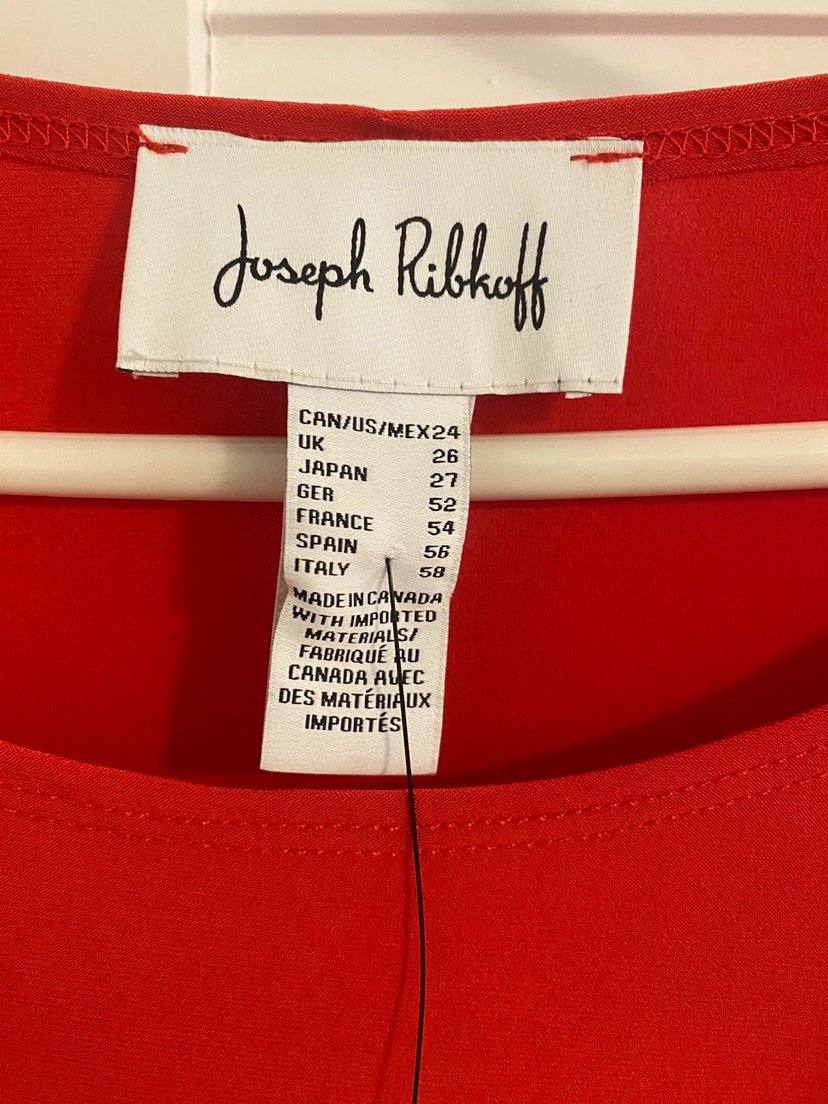 Joseph Ribkoff
CAN/US/MEX 24
UK 26
JAPAN 27
GER 52
FRANCE 54
SPAIN 56
ITALY 58
MADE IN CANADA
WITH IMPORTED
MATERIALS/
FABRIQUÉ AU
CANADA AVEC
DES MATÉRIAUX
IMPORTÉS